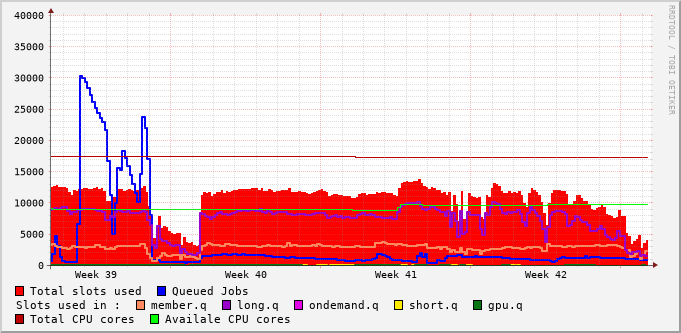 RRDTOOL / TOBI OETIKER
40000
35000
30000
25000
20000
15000
10000
5000
0
Week 39 Week 40 Week 41 Week 42
Total slots used Queued Jobs
Slots used in : member.q long.q ondemand.q short.q gpu.q
Total CPU cores Availale CPU cores